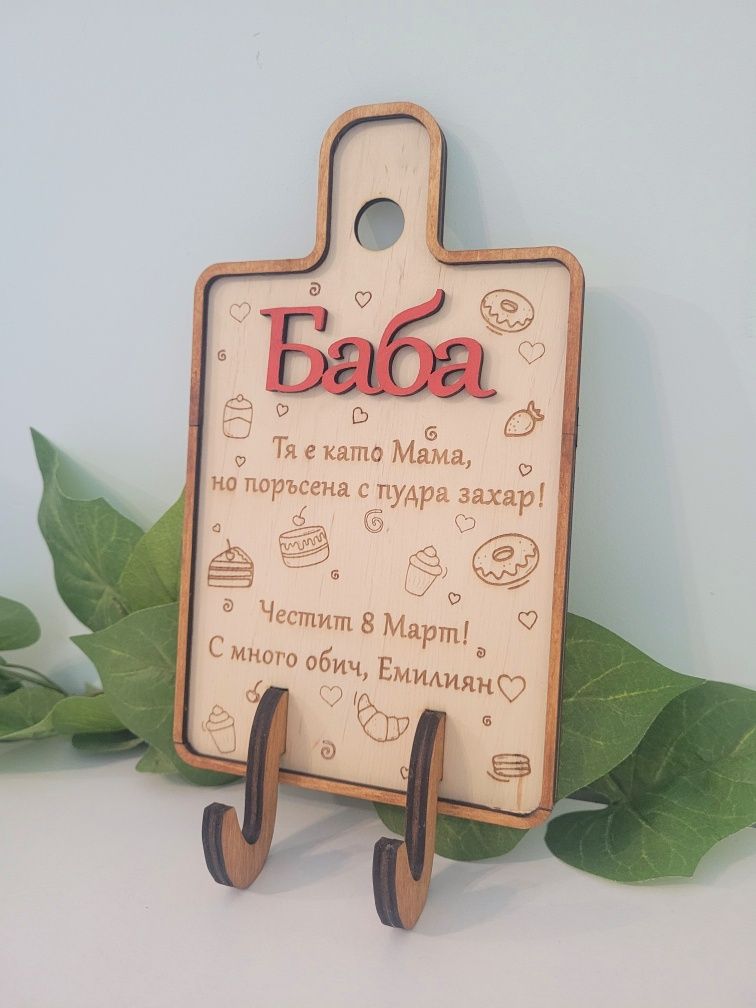 Баба
Тя е като Мама,
но поръсена с пудра захар!
Честит 8 Март!
С много обич, Емилиян♡